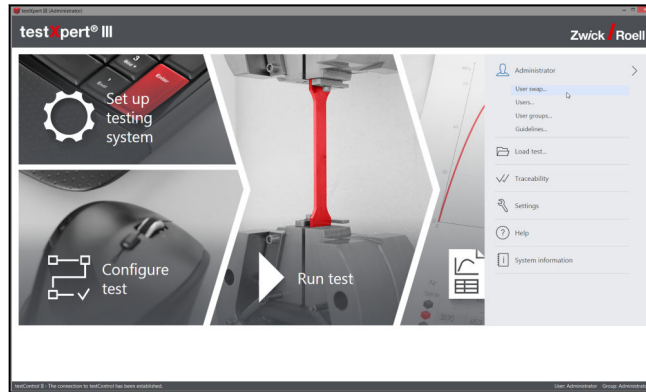 testXpert III (Administrator)
testXpert® III
Zwick / Roell
Enter
Set up
testing
system
Configure
test
Run test
Administrator
User swap...
Users...
User groups...
Guidelines...
Load test...
Traceability
Settings
Help
System information
testControl II - The connection to testControl has been established.
User: Administrator Group: Administrator